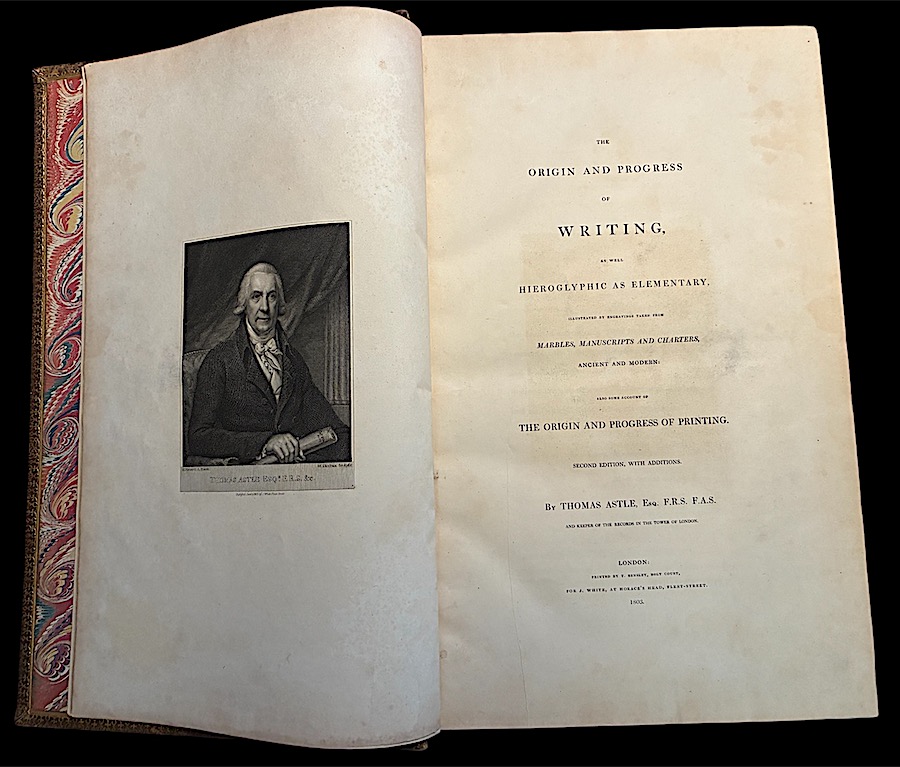 THOMAS ASTLE ESQR. F.R.S. &c.
THE
ORIGIN AND PROGRESS
OF
WRITING,
AS WELL
HIEROGLYPHIC AS ELEMENTARY.
ILLUSTRATED BY ENGRAVINGS TAKEN FROM
MARBLES, MANUSCRIPTS AND CHARTERS,
ANCIENT AND MODERN:
ALSO SOME ACCOUNT OF
THE ORIGIN AND PROGRESS OF PRINTING.
SECOND EDITION, WITH ADDITIONS.
BY THOMAS ASTLE, ESQ. F.R.S. F.A.S.
AND KEEPER OF THE RECORDS IN THE TOWER OF LONDON.
LONDON:
PRINTED BY T. BENSLEY, BOLT COURT,
FOR J. WHITE, AT HORACE'S HEAD, FLEET-STREET.
1803.